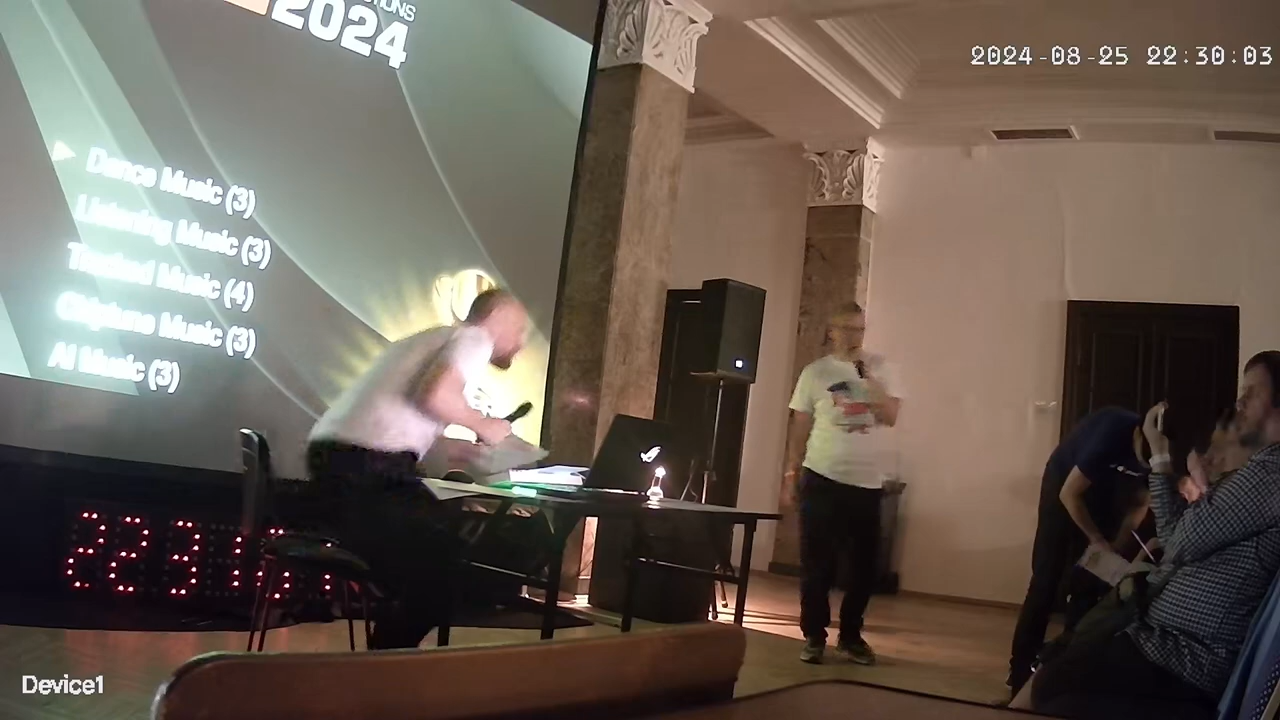 2024
2024-08-25 22:30:03
Dance Music (3)
Listening Music (3)
Tracked Music (4)
Chiptune Music (3)
AI Music (3)
Device1